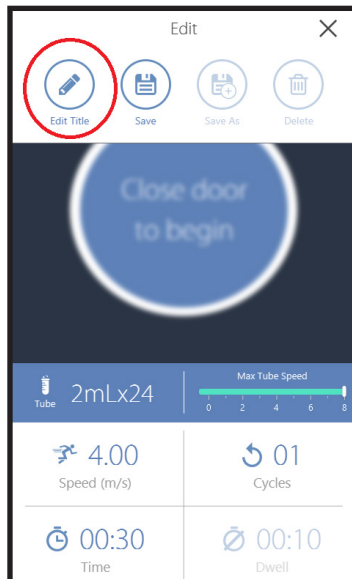 Edit
Edit Title Save Save As Delete
Close door
to begin
Tube 2mLx24
Max Tube Speed
0 2 4 6 8
4.00 01
Speed (m/s) Cycles
00:30 00:10
Time Dwell